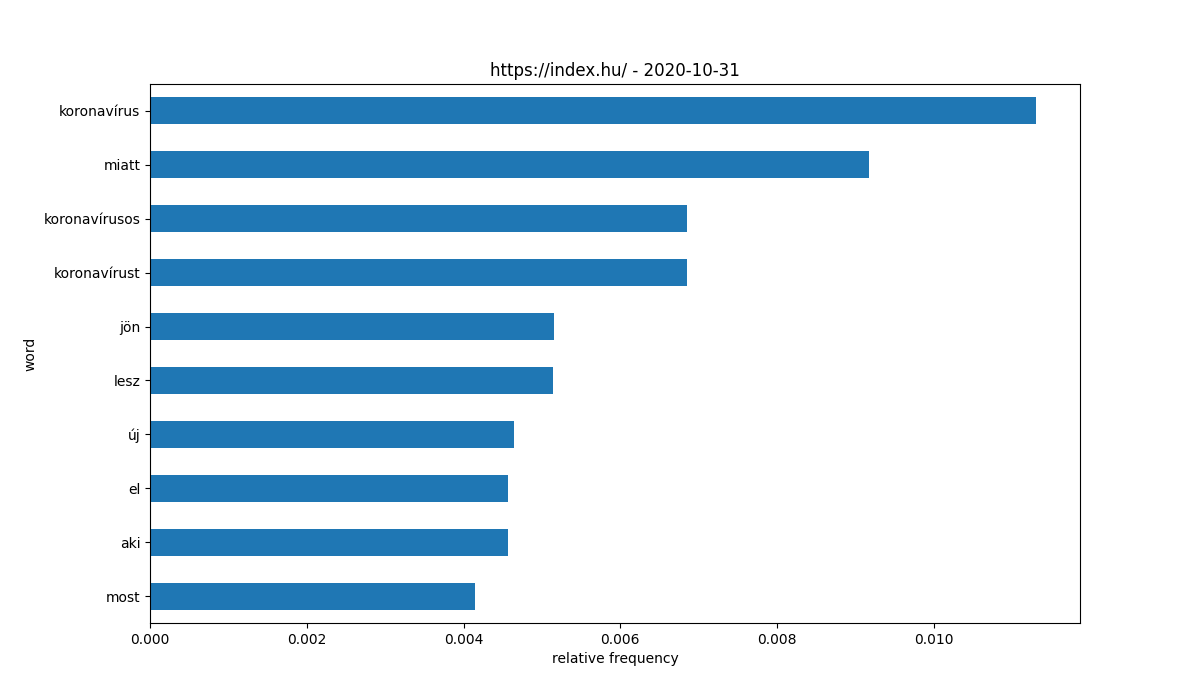 https://index.hu/ - 2020-10-31
koronavírus
miatt
koronavírusos
koronavírust
jön
lesz
új
el
aki
most
word
0.000 0.002 0.004 0.006 0.008 0.010
relative frequency